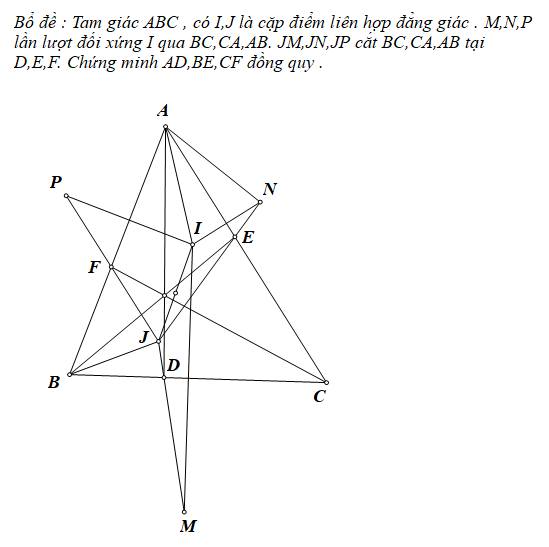 Bổ đề : Tam giác ABC , có I,J là cặp điểm liên hợp đẳng giác . M,N,P
lần lượt đối xứng I qua BC,CA,AB. JM,JN,JP cắt BC,CA,AB tại
D,E,F. Chứng minh AD,BE,CF đồng quy .
A
P
N
I
E
F
J
D
B
C
M